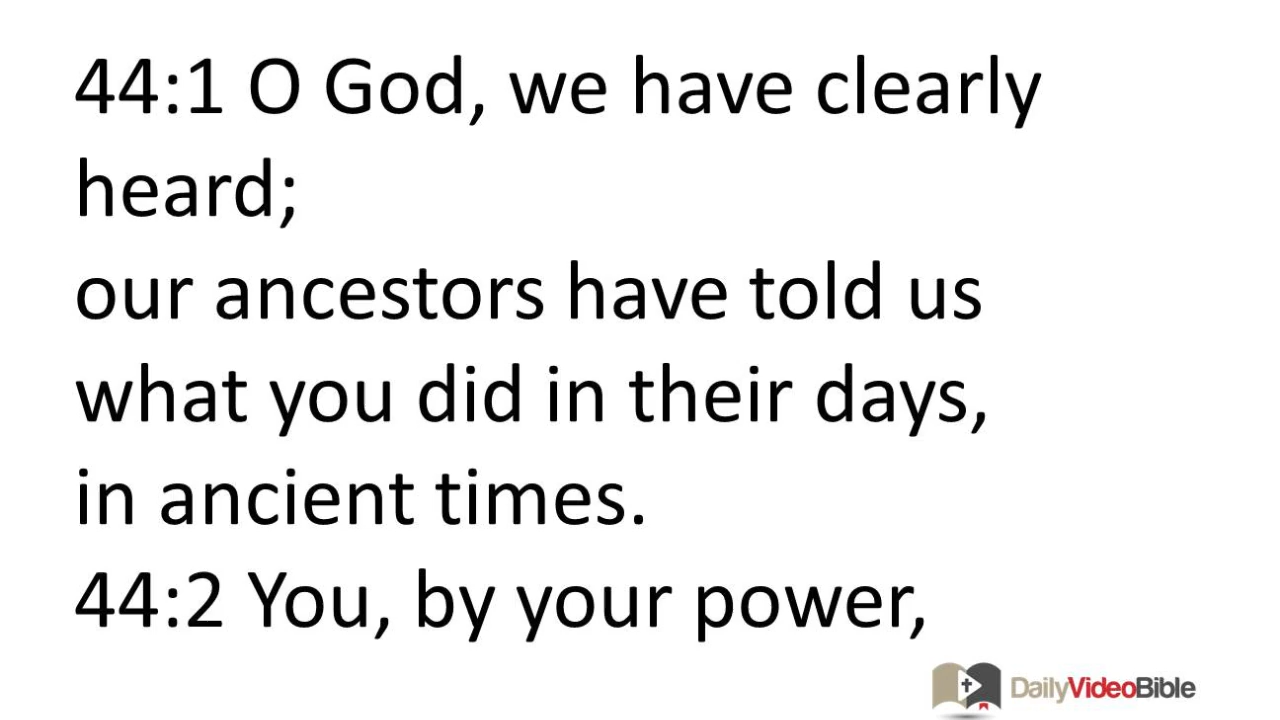 44:1 O God, we have clearly
heard;
our ancestors have told us
what you did in their days,
in ancient times.
44:2 You, by your power,
DailyVideoBible